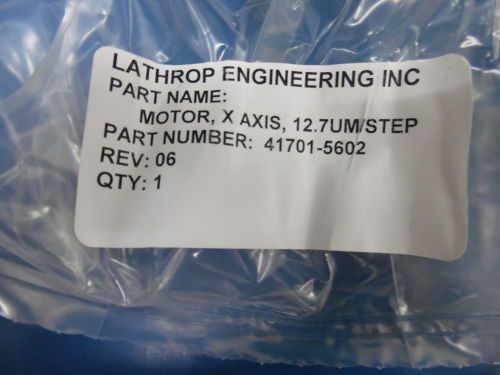 LATHROP ENGINEERING INC
PART NAME:
MOTOR, X AXIS, 12.7UM/STEP
PART NUMBER: 41701-5602
REV: 06
QTY: 1